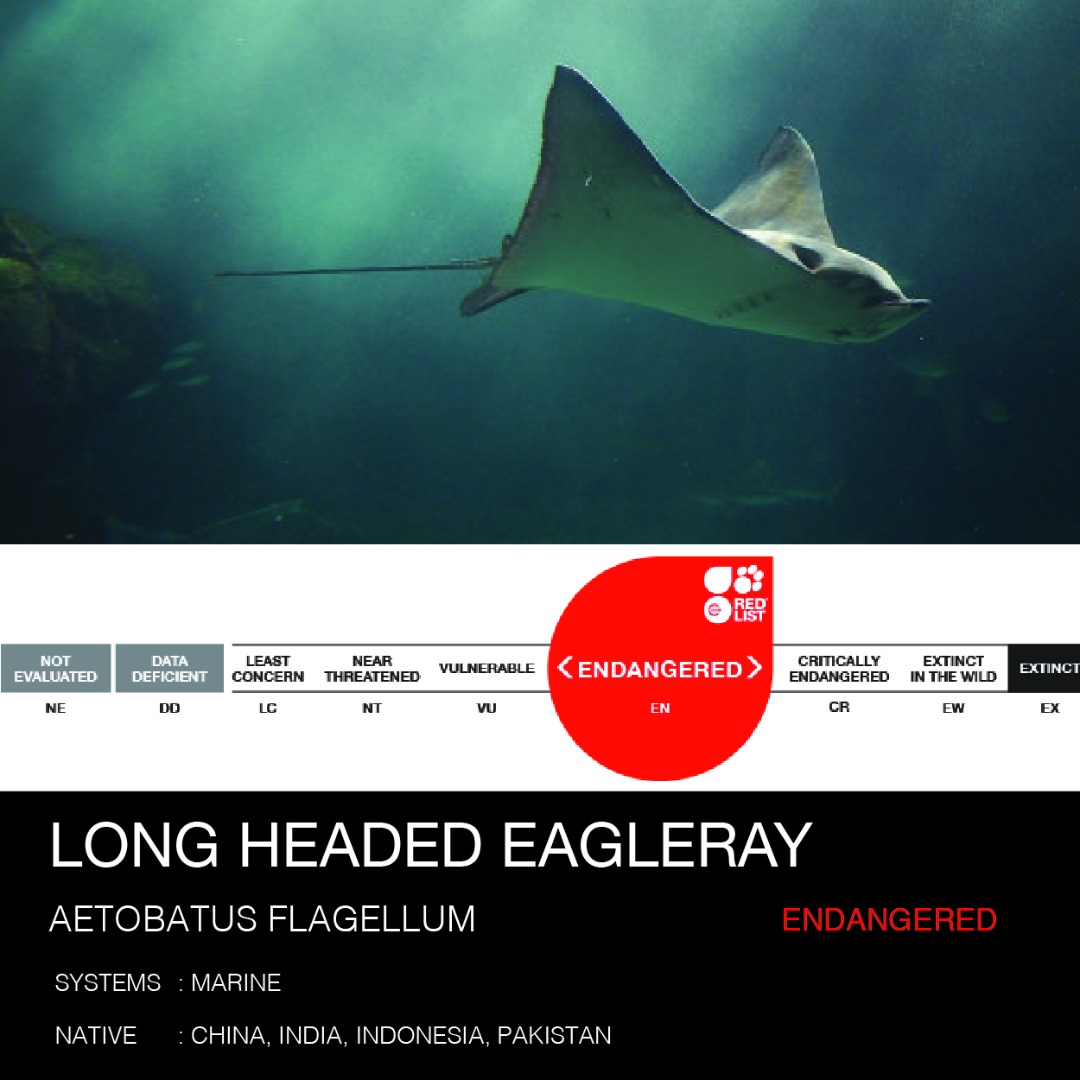 RED
LIST
NOT
EVALUATED
NE
DATA
DEFICIENT
DD
LEAST
CONCERN
LC
NEAR
THREATENED
NT
VULNERABLE
VU
< ENDANGERED >
EN
CRITICALLY
ENDANGERED
CR
EXTINCT
IN THE WILD
EW
EXTINCT
EX
LONG HEADED EAGLERAY
AETOBATUS FLAGELLUM
ENDANGERED
SYSTEMS : MARINE
NATIVE : CHINA, INDIA, INDONESIA, PAKISTAN